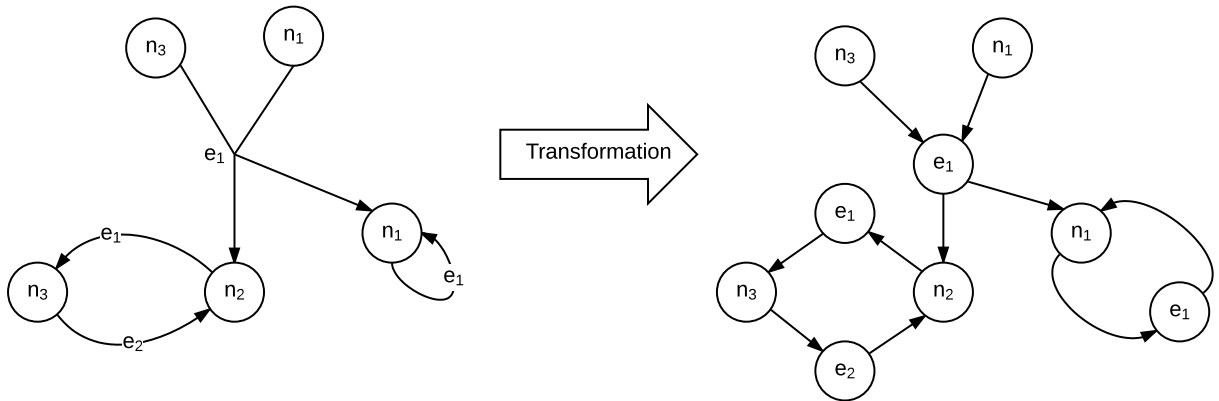 n₃
n₁
e₁
e₁
n₃
n₂
e₂
n₁
e₁
Transformation
n₃
n₁
e₁
e₁
n₃
n₂
e₂
n₁
e₁